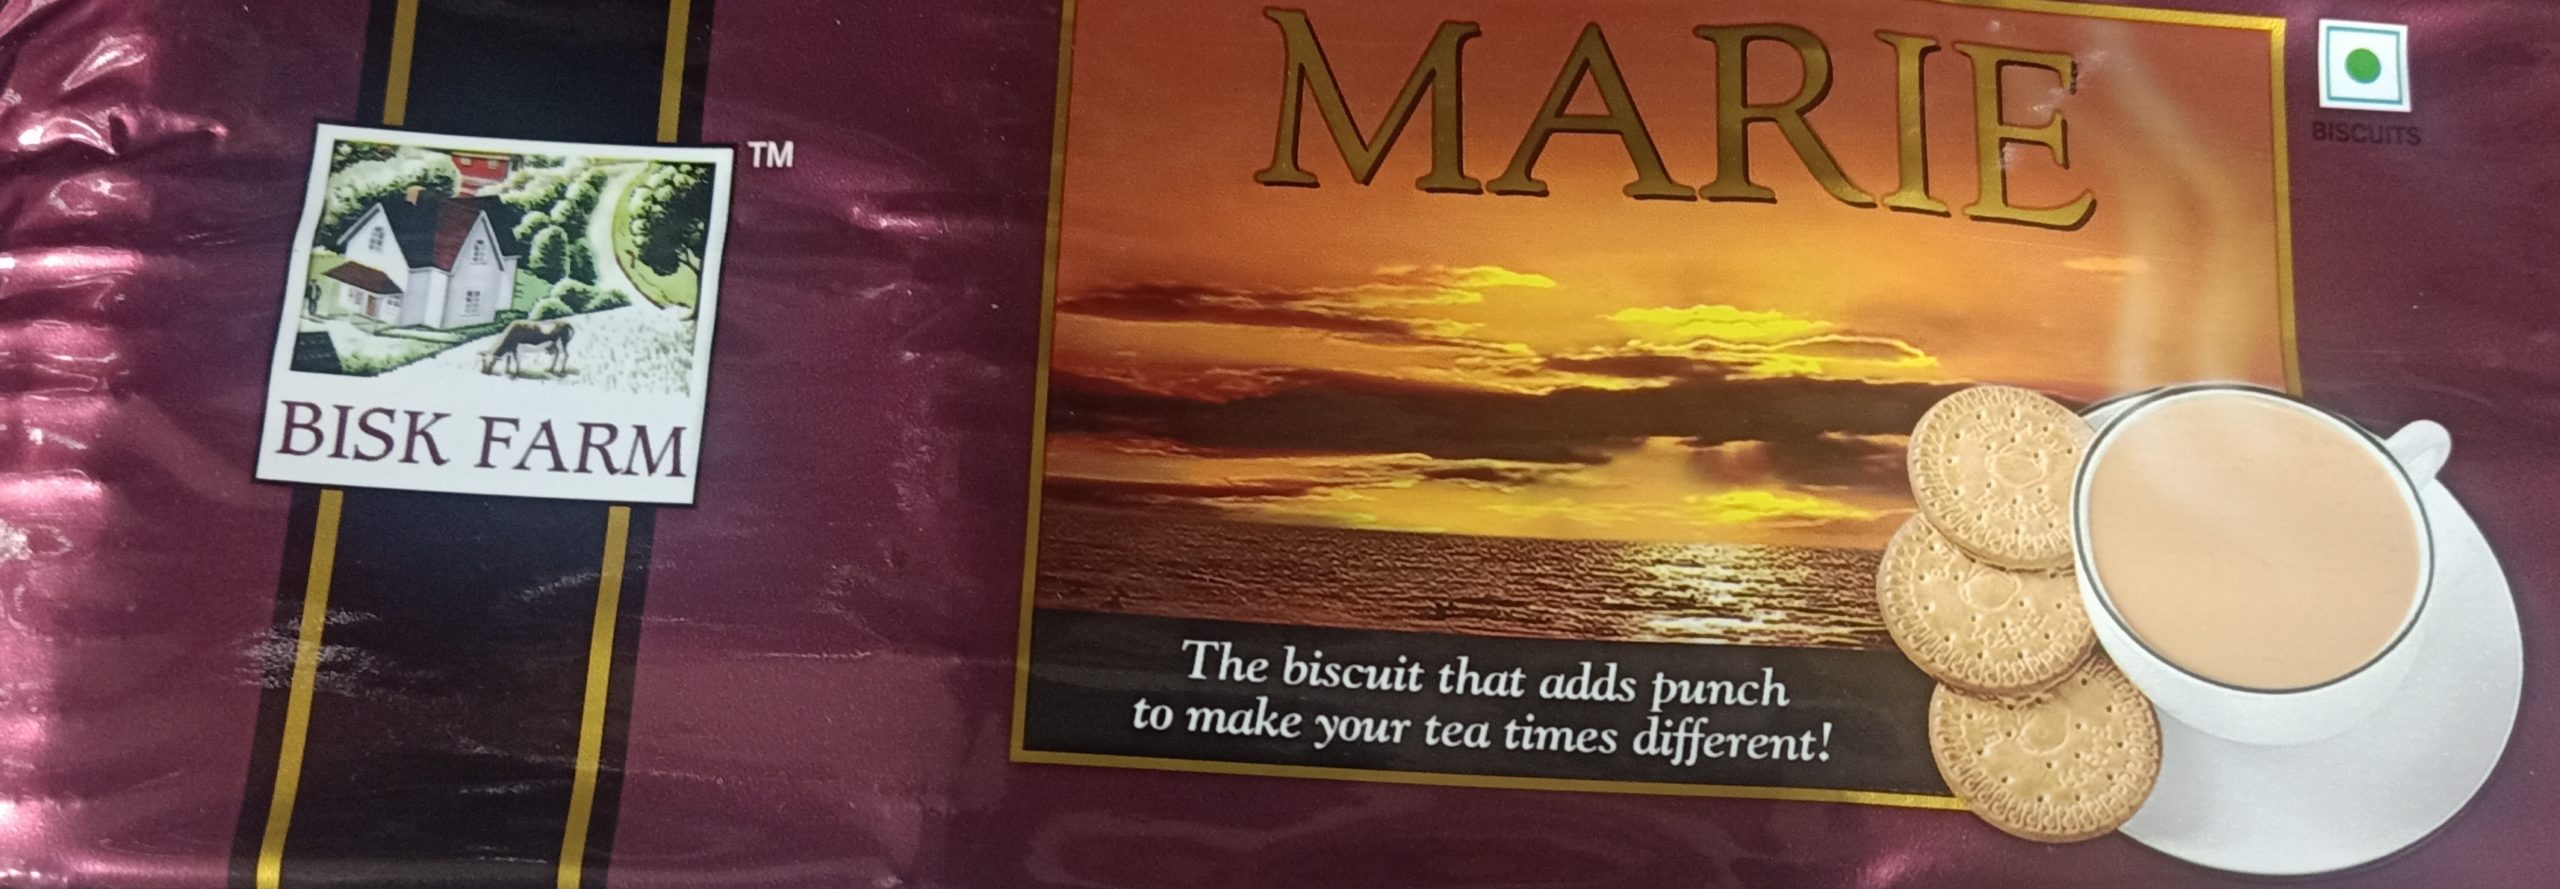 MARIE
BISCUITS
TM
BISK FARM
The biscuit that adds punch
to make your tea times different!